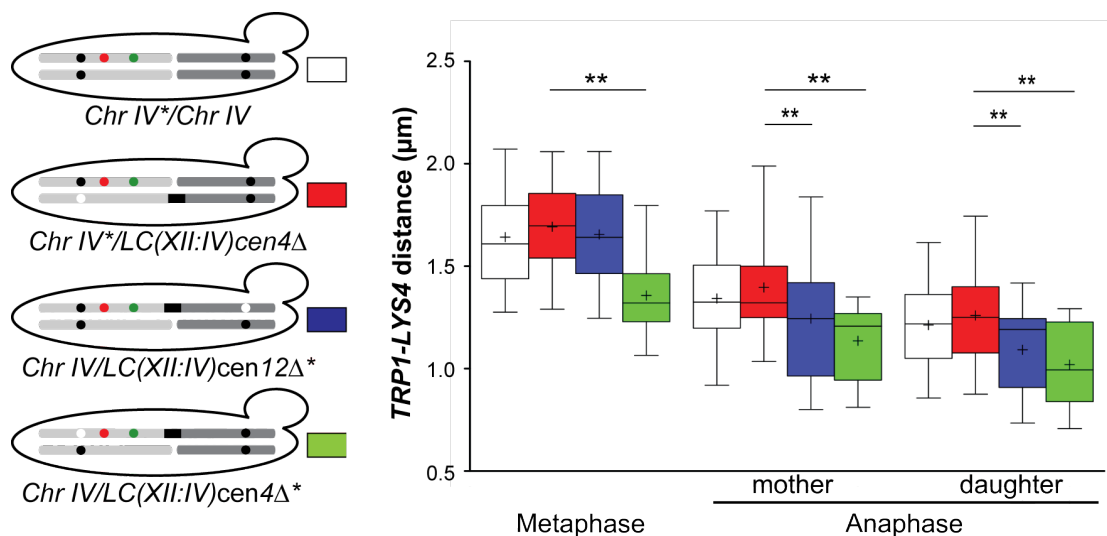 Chr IV*/Chr IV
Chr IV*/LC(XII:IV)cen4Δ
Chr IV/LC(XII:IV)cen12Δ*
Chr IV/LC(XII:IV)cen4Δ*
TRP1-LYS4 distance (μm)
2.5
2.0
1.5
1.0
0.5
**
**
**
**
**
mother
daughter
Metaphase
Anaphase